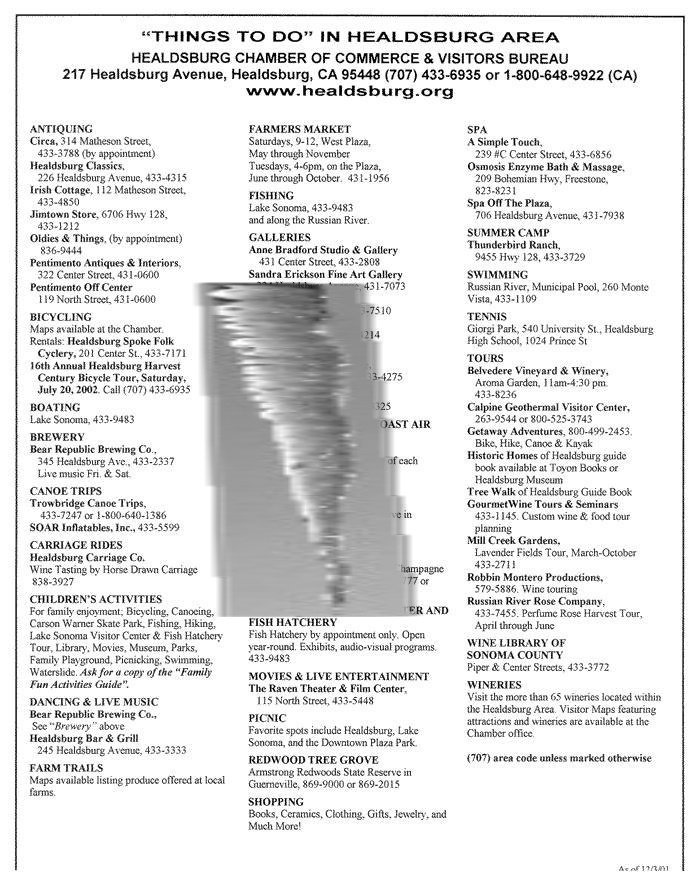 "THINGS TO DO" IN HEALDSBURG AREA
HEALDSBURG CHAMBER OF COMMERCE & VISITORS BUREAU
217 Healdsburg Avenue, Healdsburg, CA 95448 (707) 433-6935 or 1-800-648-9922 (CA)
www.healdsburg.org
ANTIQUING
Circa, 314 Matheson Street,
433-3788 (by appointment)
Healdsburg Classics,
226 Healdsburg Avenue, 433-4315
Irish Cottage, 112 Matheson Street,
433-4850
Jimtown Store, 6706 Hwy 128,
433-1212
Oldies & Things, (by appointment)
836-9444
Pentimento Antiques & Interiors,
322 Center Street, 431-0600
Pentimento Off Center
119 North Street, 431-0600
BICYCLING
Maps available at the Chamber.
Rentals: Healdsburg Spoke Folk
Cyclery, 201 Center St., 433-7171
16th Annual Healdsburg Harvest
Century Bicycle Tour, Saturday,
July 20, 2002. Call (707) 433-6935
BOATING
Lake Sonoma, 433-9483
BREWERY
Bear Republic Brewing Co.,
345 Healdsburg Ave., 433-2337
Live music Fri. & Sat.
CANOE TRIPS
Trowbridge Canoe Trips,
433-7247 or 1-800-640-1386
SOAR Inflatables, Inc., 433-5599
CARRIAGE RIDES
Healdsburg Carriage Co.
Wine Tasting by Horse Drawn Carriage
838-3927
CHILDREN'S ACTIVITIES
For family enjoyment; Bicycling, Canoeing,
Carson Warner Skate Park, Fishing, Hiking,
Lake Sonoma Visitor Center & Fish Hatchery
Tour, Library, Movies, Museum, Parks,
Family Playground, Picnicking, Swimming,
Waterslide. Ask for a copy of the "Family
Fun Activities Guide".
DANCING & LIVE MUSIC
Bear Republic Brewing Co.,
See "Brewery" above
Healdsburg Bar & Grill
245 Healdsburg Avenue, 433-3333
FARM TRAILS
Maps available listing produce offered at local
farms.
FARMERS MARKET
Saturdays, 9-12, West Plaza,
May through November
Tuesdays, 4-6pm, on the Plaza,
June through October. 431-1956
FISHING
Lake Sonoma, 433-9483
and along the Russian River.
GALLERIES
Anne Bradford Studio & Gallery
431 Center Street, 433-2808
Sandra Erickson Fine Art Gallery
431-7073
-7510
214
3-4275
325
OAST AIR
of each
in
hampagne
77 or
ER AND
FISH HATCHERY
Fish Hatchery by appointment only. Open
year-round. Exhibits, audio-visual programs.
433-9483
MOVIES & LIVE ENTERTAINMENT
The Raven Theater & Film Center,
115 North Street, 433-5448
PICNIC
Favorite spots include Healdsburg, Lake
Sonoma, and the Downtown Plaza Park.
REDWOOD TREE GROVE
Armstrong Redwoods State Reserve in
Guerneville, 869-9000 or 869-2015
SHOPPING
Books, Ceramics, Clothing, Gifts, Jewelry, and
Much More!
SPA
A Simple Touch,
239 #C Center Street, 433-6856
Osmosis Enzyme Bath & Massage,
209 Bohemian Hwy, Freestone,
823-8231
Spa Off The Plaza,
706 Healdsburg Avenue, 431-7938
SUMMER CAMP
Thunderbird Ranch,
9455 Hwy 128, 433-3729
SWIMMING
Russian River, Municipal Pool, 260 Monte
Vista, 433-1109
TENNIS
Giorgi Park, 540 University St., Healdsburg
High School, 1024 Prince St
TOURS
Belvedere Vineyard & Winery,
Aroma Garden, 11am-4:30 pm.
433-8236
Calpine Geothermal Visitor Center,
263-9544 or 800-525-3743
Getaway Adventures, 800-499-2453.
Bike, Hike, Canoe & Kayak
Historic Homes of Healdsburg guide
book available at Toyon Books or
Healdsburg Museum
Tree Walk of Healdsburg Guide Book
GourmetWine Tours & Seminars
433-1145. Custom wine & food tour
planning
Mill Creek Gardens,
Lavender Fields Tour, March-October
433-2711
Robbin Montero Productions,
579-5886. Wine touring
Russian River Rose Company,
433-7455. Perfume Rose Harvest Tour,
April through June
WINE LIBRARY OF
SONOMA COUNTY
Piper & Center Streets, 433-3772
WINERIES
Visit the more than 65 wineries located within
the Healdsburg Area. Visitor Maps featuring
attractions and wineries are available at the
Chamber office.
(707) area code unless marked otherwise
As of 12/3/01